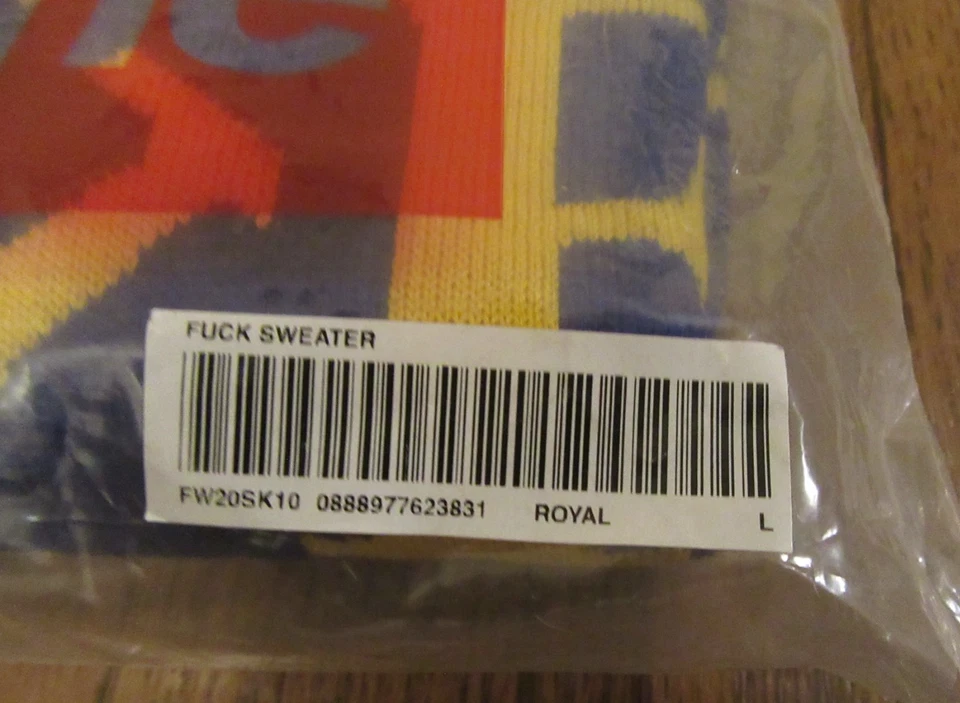 FUCK SWEATER
FW20SK10 0888977623831 ROYAL L